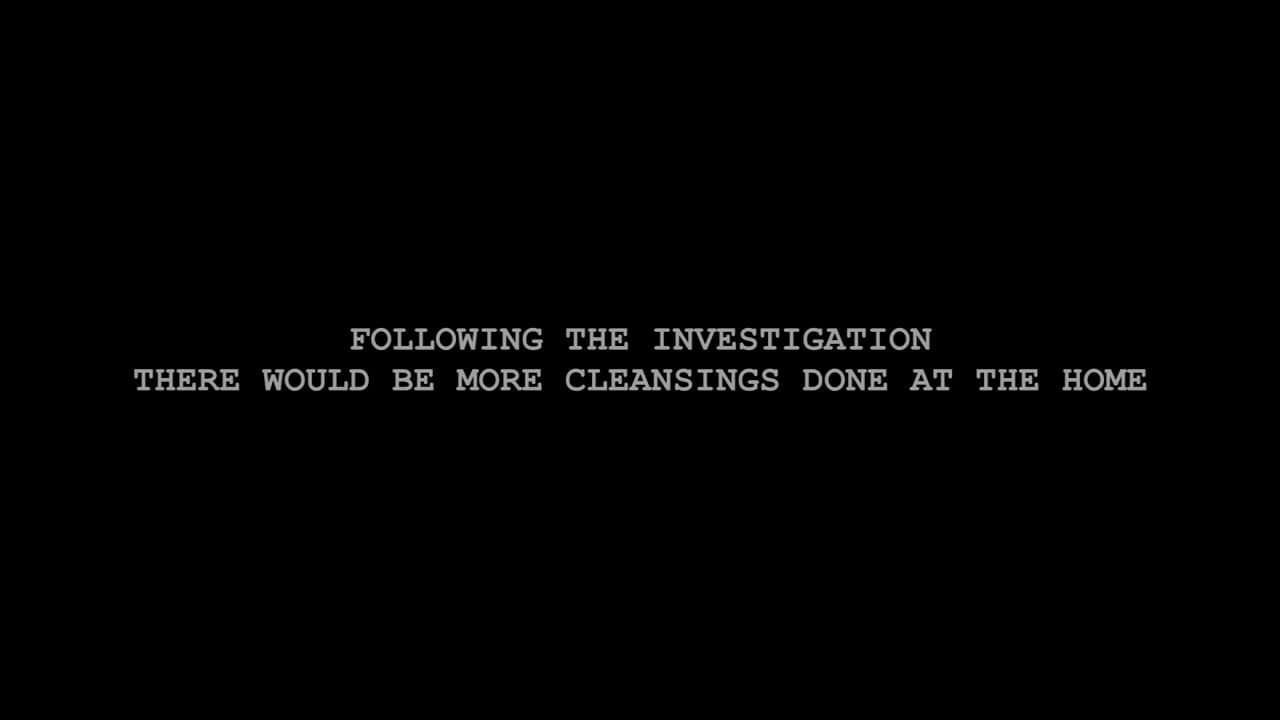 FOLLOWING THE INVESTIGATION
THERE WOULD BE MORE CLEANSINGS DONE AT THE HOME